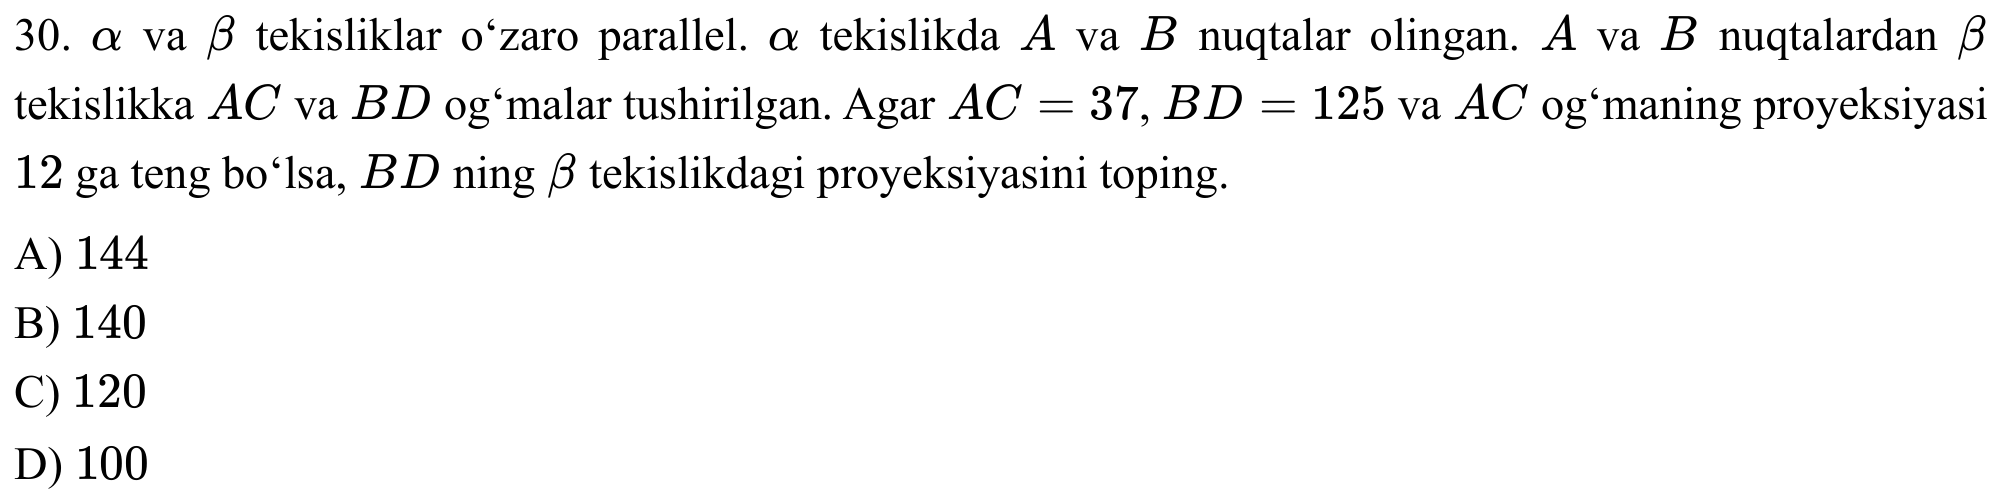 30. α va β tekisliklar o‘zaro parallel. α tekislikda A va B nuqtalar olingan. A va B nuqtalardan β
tekislikka AC va BD og‘malar tushirilgan. Agar AC = 37, BD = 125 va AC og‘maning proyeksiyasi
12 ga teng bo‘lsa, BD ning β tekislikdagi proyeksiyasini toping.
A) 144
B) 140
C) 120
D) 100